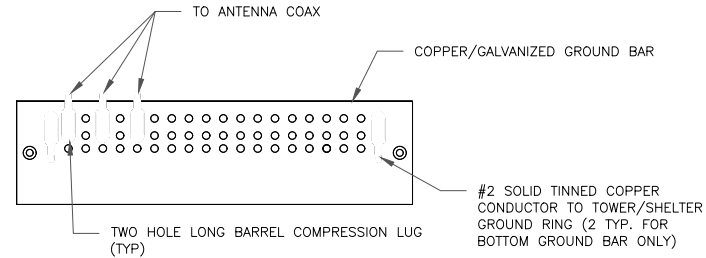 TO ANTENNA COAX
COPPER/GALVANIZED GROUND BAR
#2 SOLID TINNED COPPER
CONDUCTOR TO TOWER/SHELTER
GROUND RING (2 TYP. FOR
BOTTOM GROUND BAR ONLY)
TWO HOLE LONG BARREL COMPRESSION LUG
(TYP)